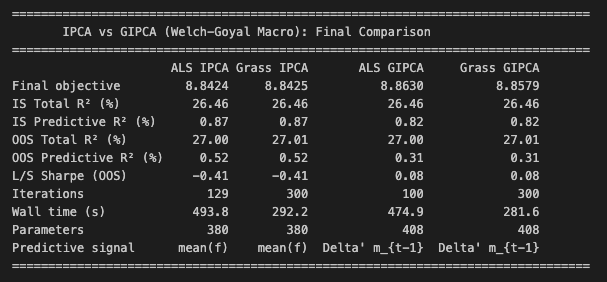 ================================================================================
IPCA vs GIPCA (Welch-Goyal Macro): Final Comparison
================================================================================
ALS IPCA Grass IPCA ALS GIPCA Grass GIPCA
Final objective 8.8424 8.8425 8.8630 8.8579
IS Total R² (%) 26.46 26.46 26.46 26.46
IS Predictive R² (%) 0.87 0.87 0.82 0.82
OOS Total R² (%) 27.00 27.01 27.00 27.01
OOS Predictive R² (%) 0.52 0.52 0.31 0.31
L/S Sharpe (OOS) -0.41 -0.41 0.08 0.08
Iterations 129 300 100 300
Wall time (s) 493.8 292.2 474.9 281.6
Parameters 380 380 408 408
Predictive signal mean(f) mean(f) Delta' m_{t-1} Delta' m_{t-1}
================================================================================